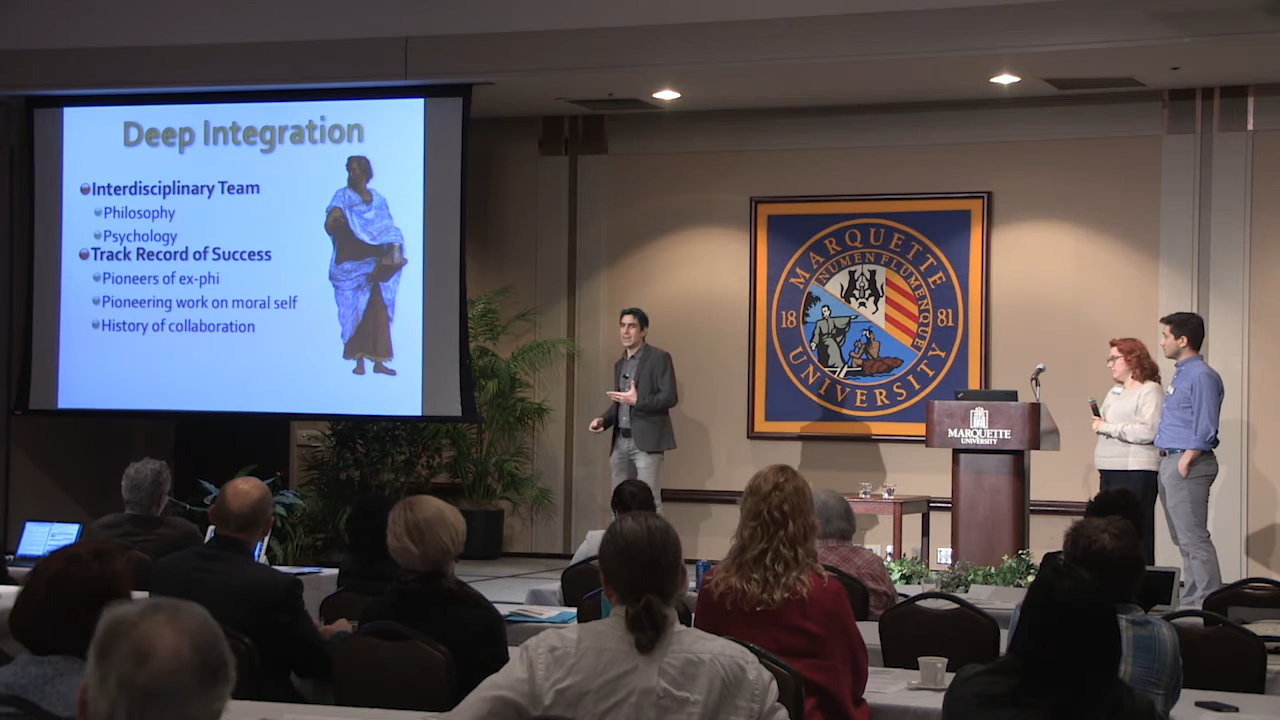 Deep Integration
Interdisciplinary Team
Philosophy
Psychology
Track Record of Success
Pioneers of ex-phi
Pioneering work on moral self
History of collaboration
MARQUETTE
NUMEN FLUMENQUE
18 81
UNIVERSITY
MARQUETTE
UNIVERSITY